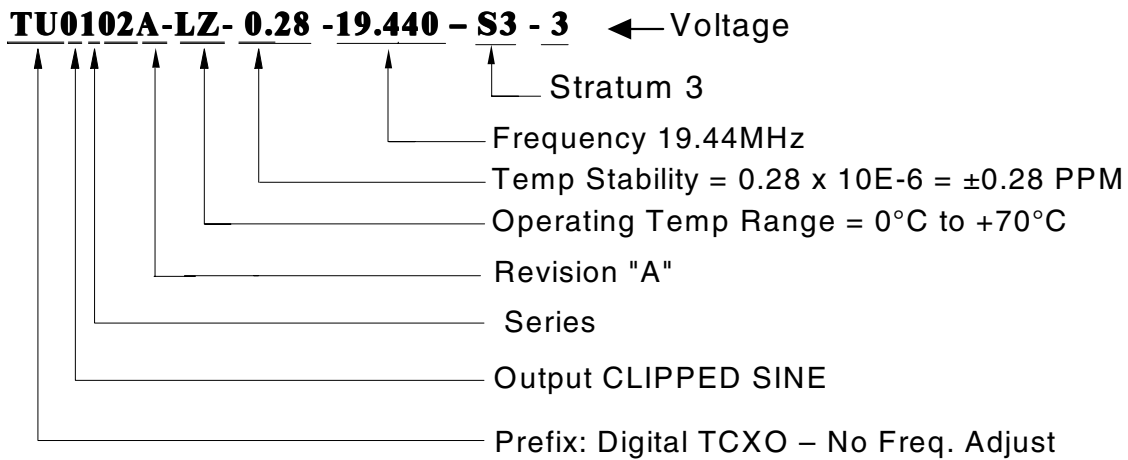 TU0102A-LZ- 0.28 -19.440 – S3 - 3 Voltage
Stratum 3
Frequency 19.44MHz
Temp Stability = 0.28 x 10E-6 = ±0.28 PPM
Operating Temp Range = 0°C to +70°C
Revision "A"
Series
Output CLIPPED SINE
Prefix: Digital TCXO – No Freq. Adjust